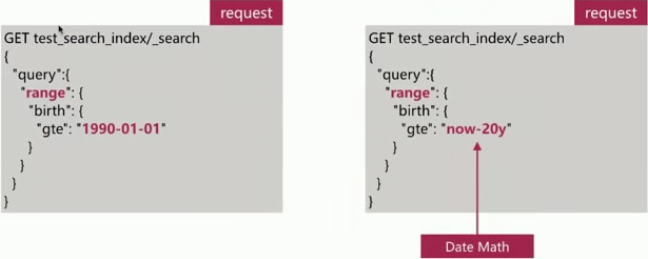 request
GET test_search_index/_search
{
"query":{
"range": {
"birth": {
"gte": "1990-01-01"
}
}
}
}
request
GET test_search_index/_search
{
"query":{
"range": {
"birth": {
"gte": "now-20y"
}
}
}
}
Date Math